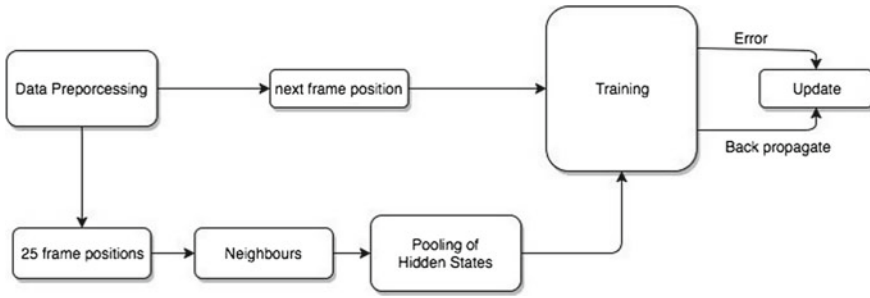 Error
Data Preporcessing
next frame position
Training
Update
Back propagate
25 frame positions
Neighbours
Pooling of
Hidden States